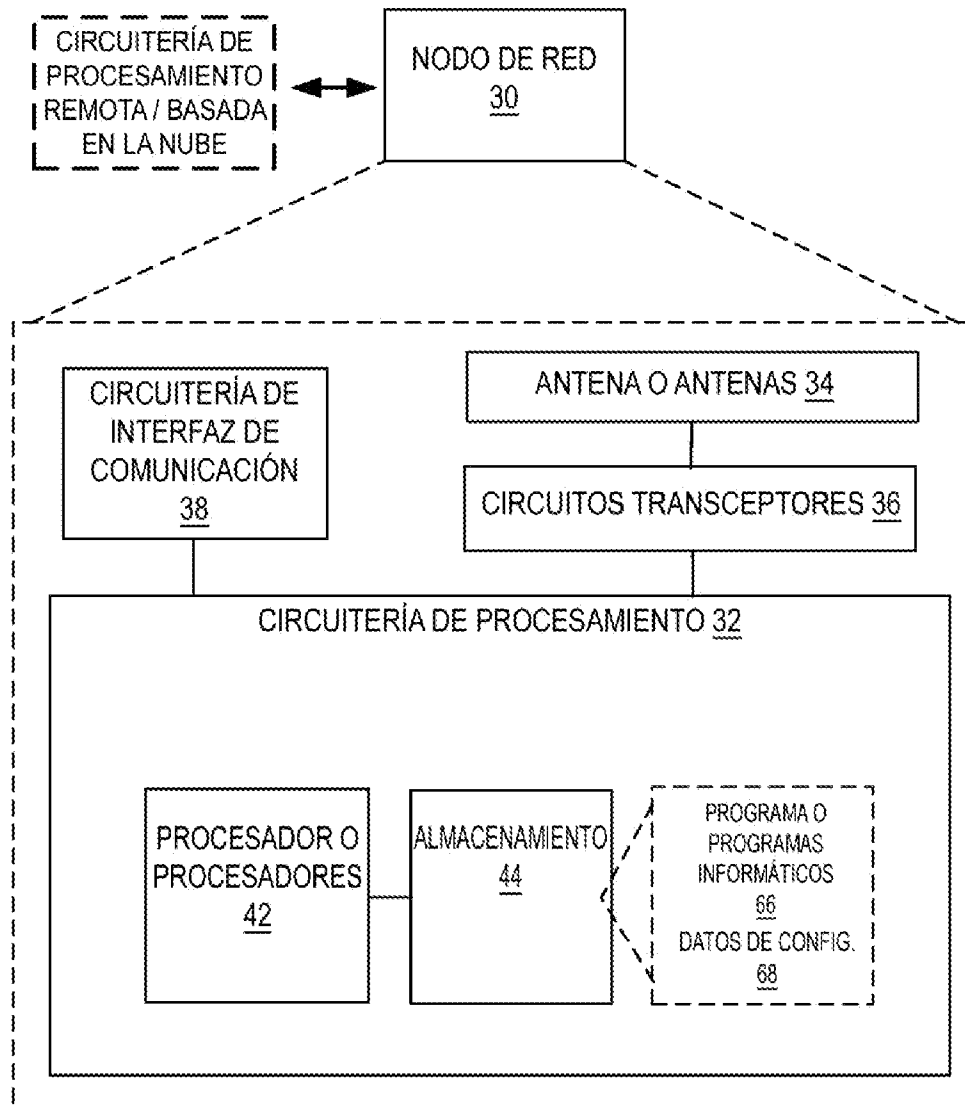 CIRCUITERÍA DE
PROCESAMIENTO
REMOTA / BASADA
EN LA NUBE
NODO DE RED
30
CIRCUITERÍA DE
INTERFAZ DE
COMUNICACIÓN
38
ANTENA O ANTENAS 34
CIRCUITOS TRANSCEPTORES 36
CIRCUITERÍA DE PROCESAMIENTO 32
PROCESADOR O
PROCESADORES
42
ALMACENAMIENTO
44
PROGRAMA O
PROGRAMAS
INFORMÁTICOS
66
DATOS DE CONFIG.
68